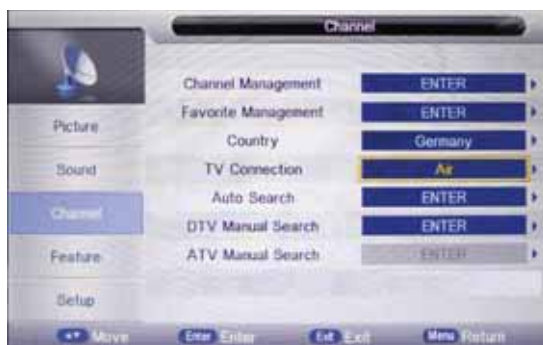 Channel
Channel Management ENTER
Favorite Management ENTER
Picture
Country Germany
Sound
TV Connection Air
Channel
Auto Search ENTER
DTV Manual Search ENTER
Feature
ATV Manual Search ENTER
Setup
Move Enter Enter Exit Exit Menu Return